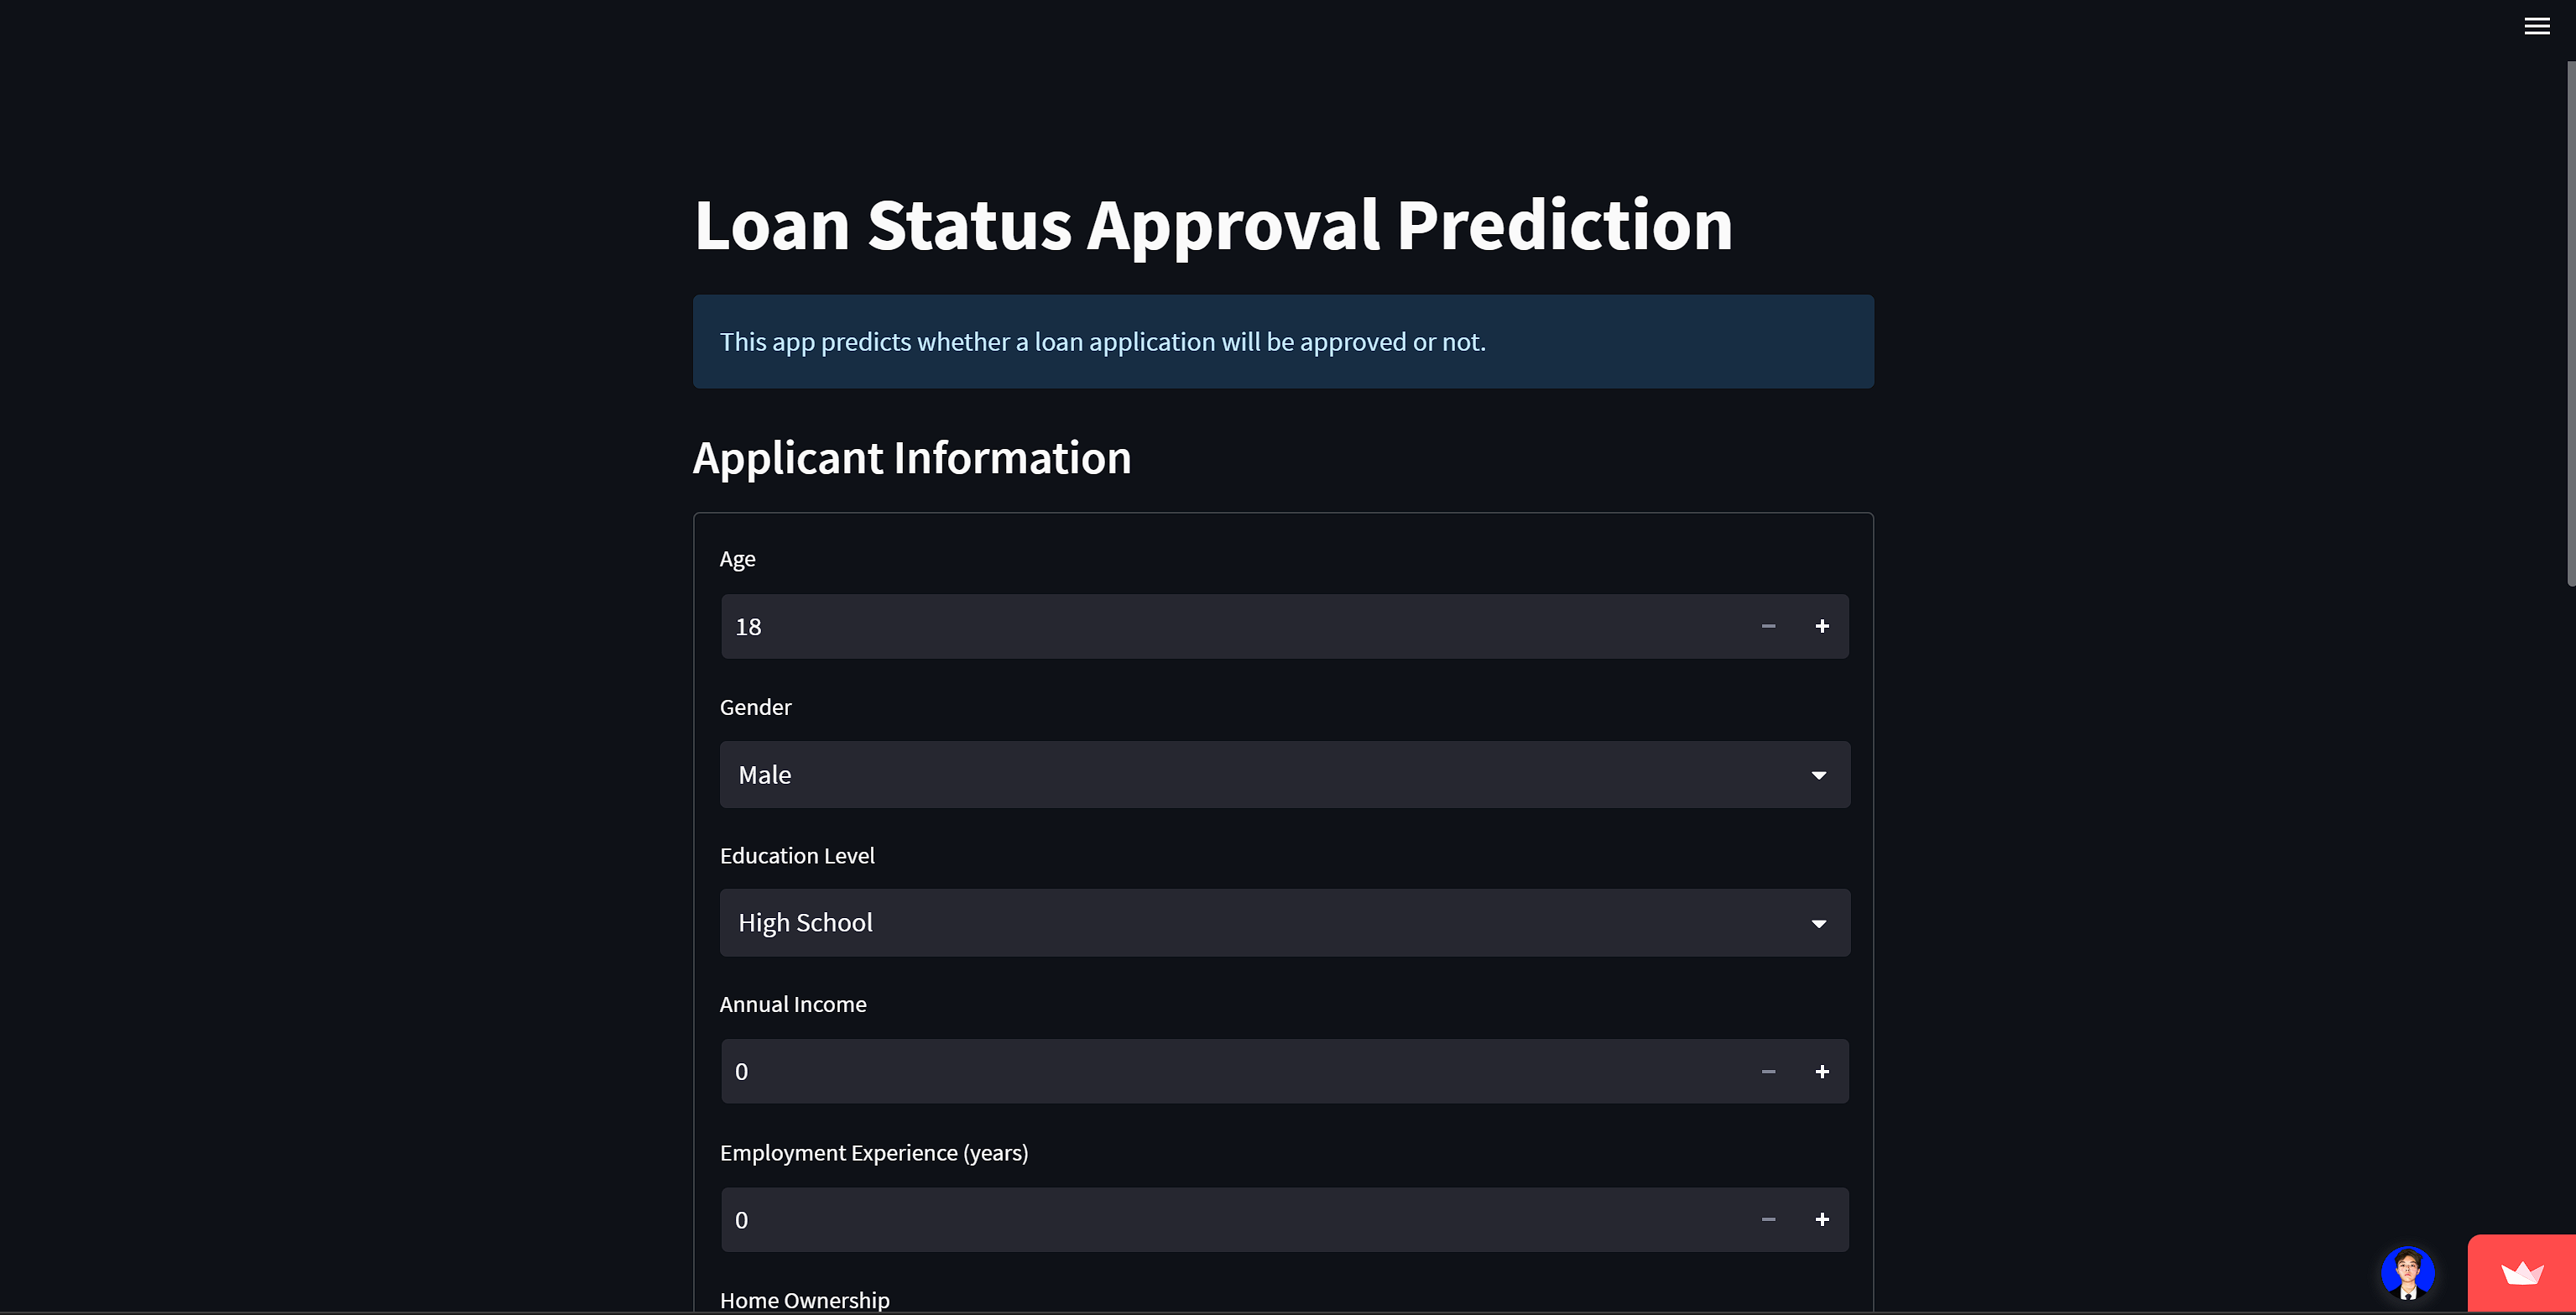 Loan Status Approval Prediction
This app predicts whether a loan application will be approved or not.
Applicant Information
Age
18
Gender
Male
Education Level
High School
Annual Income
0
Employment Experience (years)
0
Home Ownership